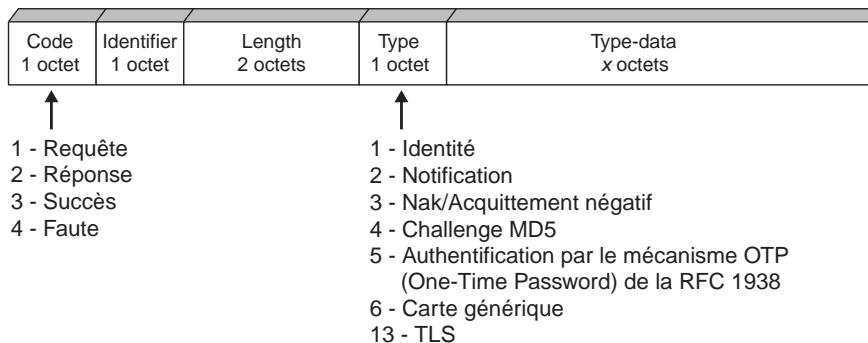 Code Identifier Length Type Type-data
1 octet 1 octet 2 octets 1 octet x octets
1 - Requête
2 - Réponse
3 - Succès
4 - Faute
1 - Identité
2 - Notification
3 - Nak/Acquittement négatif
4 - Challenge MD5
5 - Authentification par le mécanisme OTP
(One-Time Password) de la RFC 1938
6 - Carte générique
13 - TLS